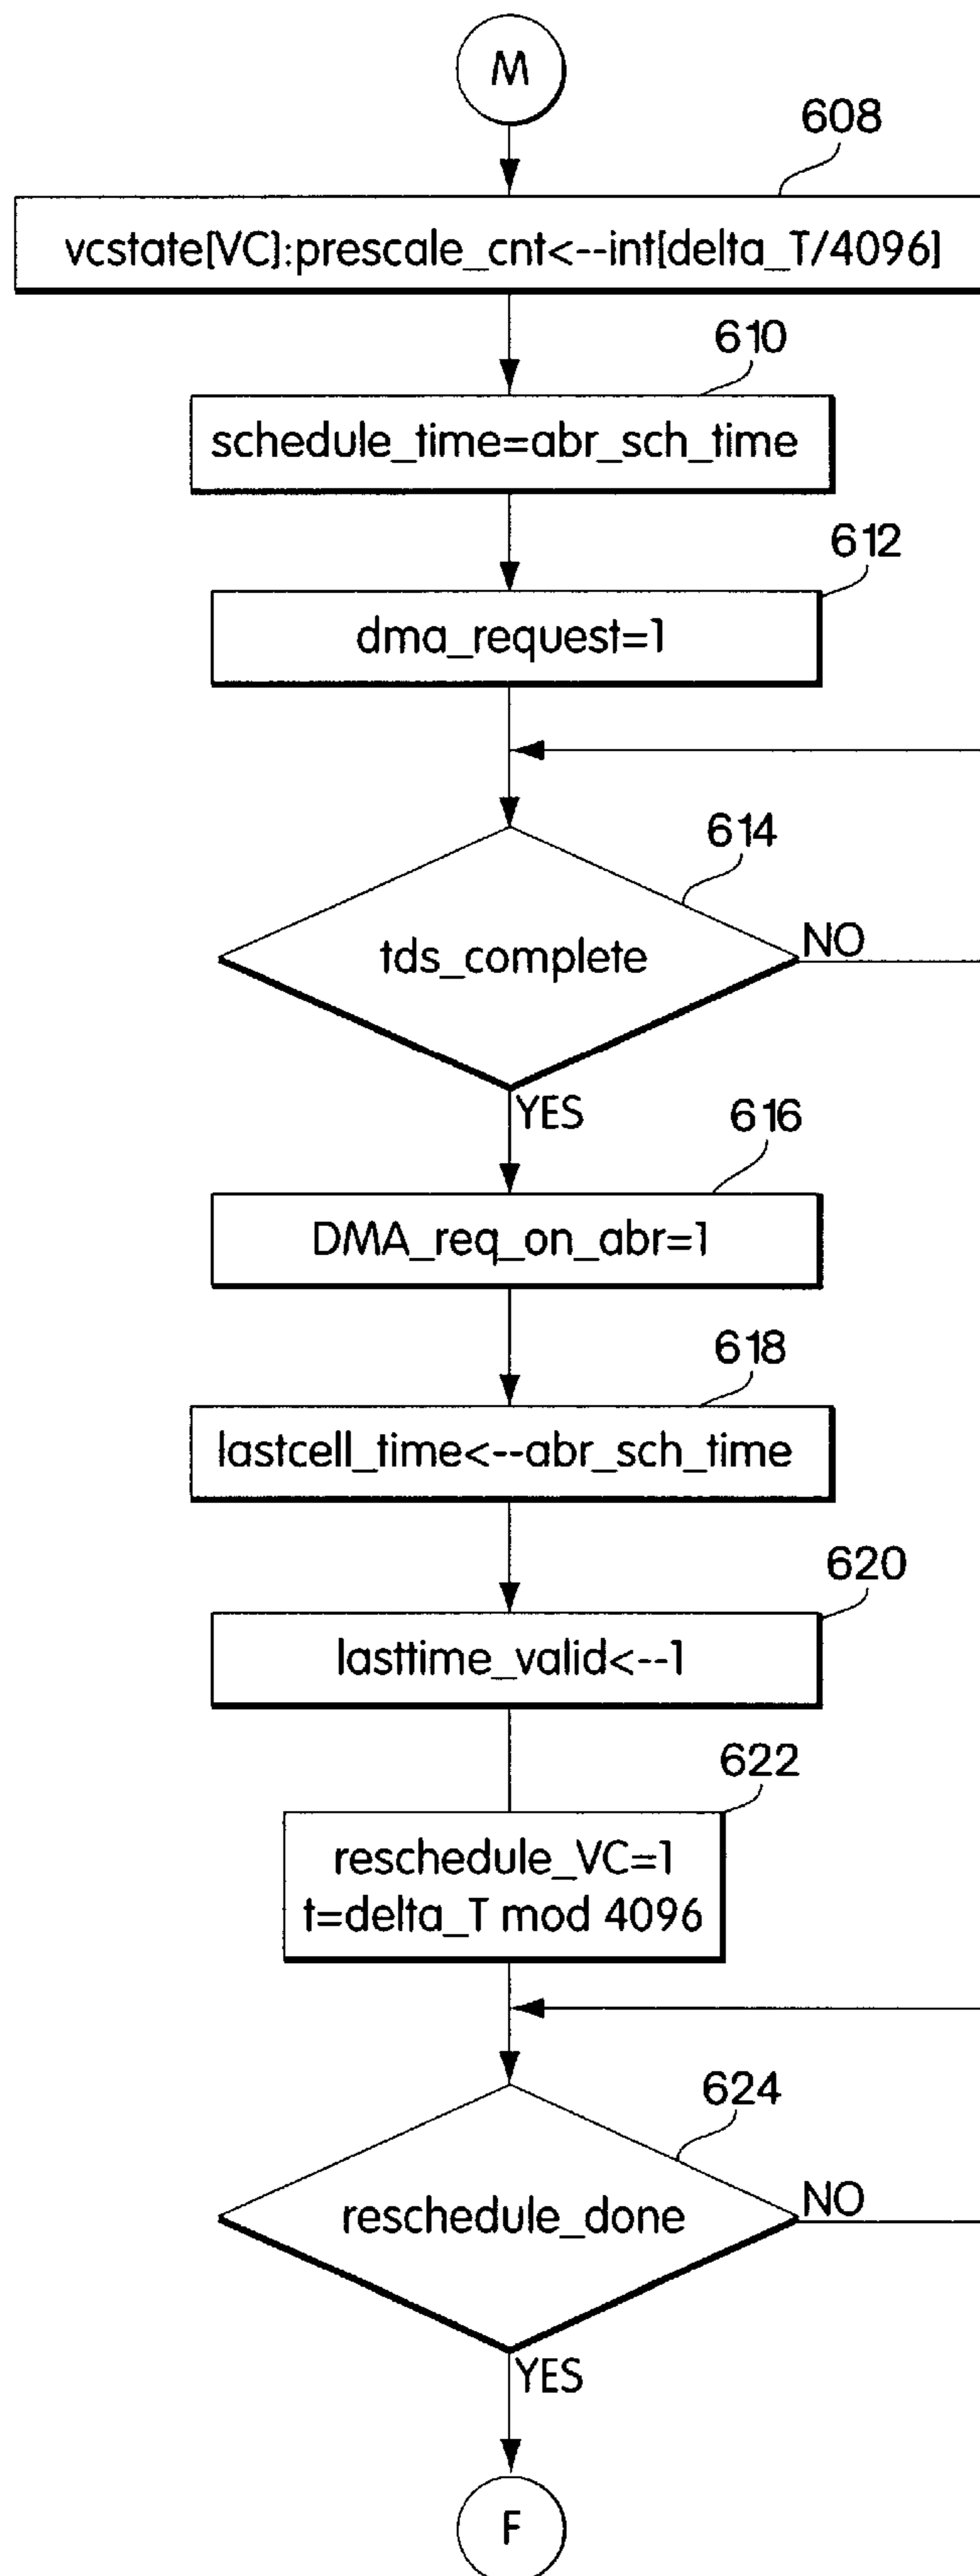 M
608
vcstate[VC]:prescale_cnt<--int[delta_T/4096]
610
schedule_time=abr_sch_time
612
dma_request=1
614
tds_complete
NO
YES
616
DMA_req_on_abr=1
618
lastcell_time<--abr_sch_time
620
lasttime_valid<--1
622
reschedule_VC=1
t=delta_T mod 4096
624
reschedule_done
NO
YES
F